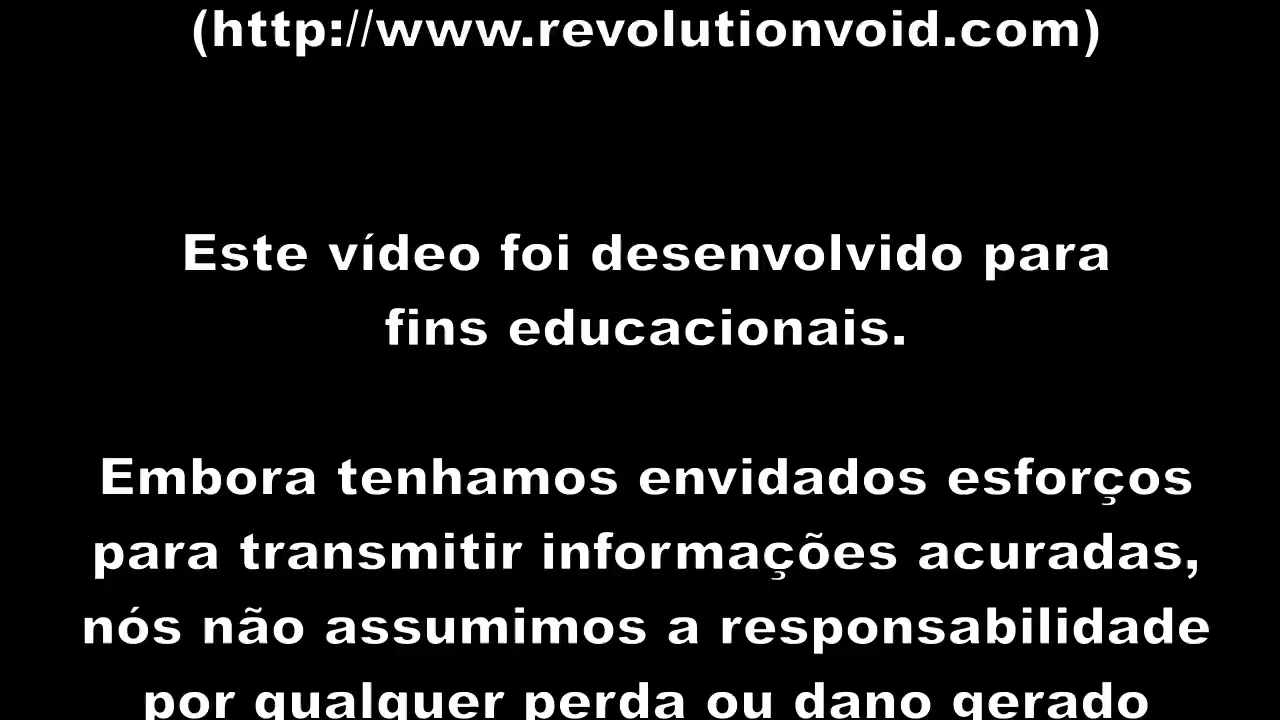 (http://www.revolutionvoid.com)
Este vídeo foi desenvolvido para
fins educacionais.
Embora tenhamos envidados esforços
para transmitir informações acuradas,
nós não assumimos a responsabilidade
por qualquer perda ou dano gerado